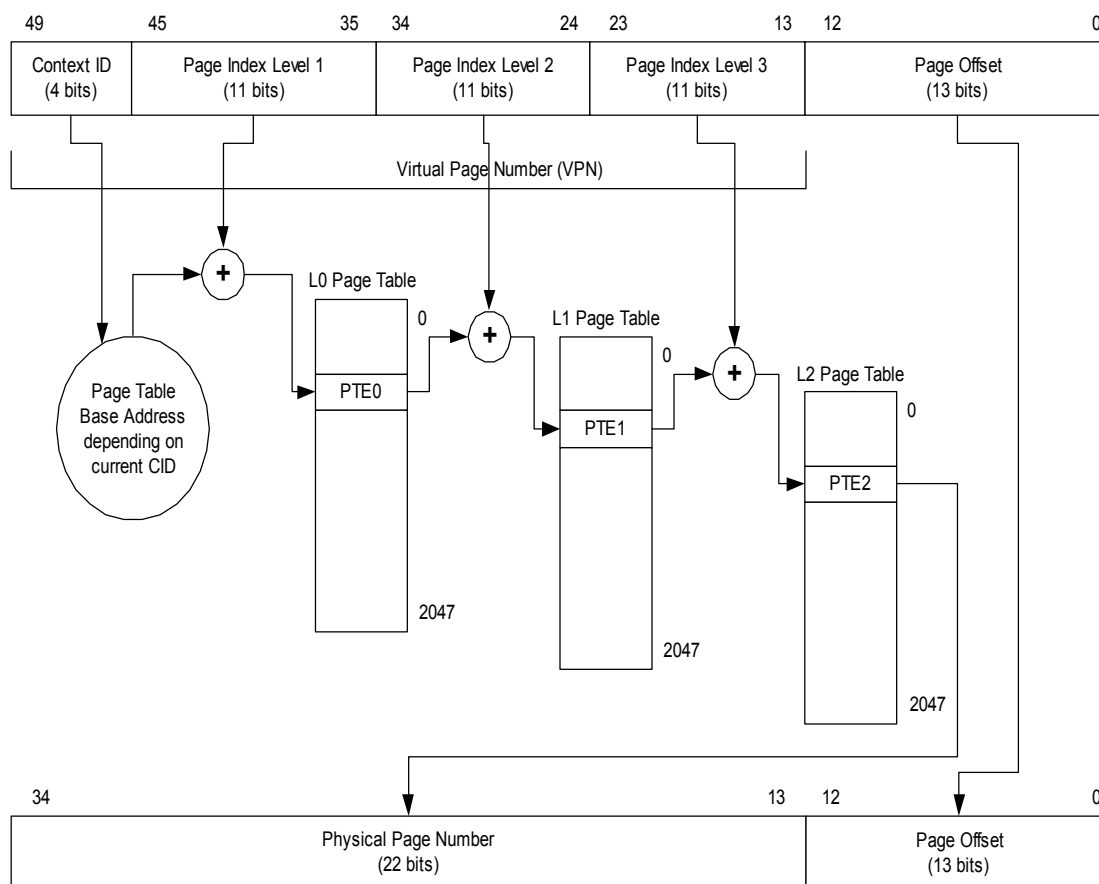 49 45 35 34 24 23 13 12 0
Context ID
(4 bits)
Page Index Level 1
(11 bits)
Page Index Level 2
(11 bits)
Page Index Level 3
(11 bits)
Page Offset
(13 bits)
Virtual Page Number (VPN)
+
L0 Page Table
0
PTE0
2047
+
L1 Page Table
0
PTE1
2047
+
L2 Page Table
0
PTE2
2047
Page Table
Base Address
depending on
current CID
34 13 12 0
Physical Page Number
(22 bits)
Page Offset
(13 bits)